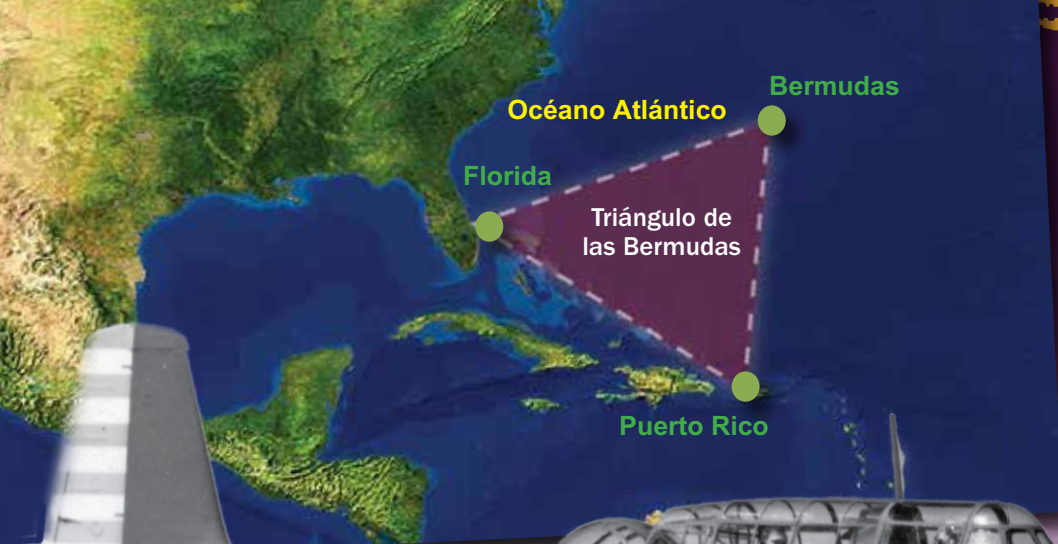 Bermudas
Océano Atlántico
Florida
Triángulo de
las Bermudas
Puerto Rico